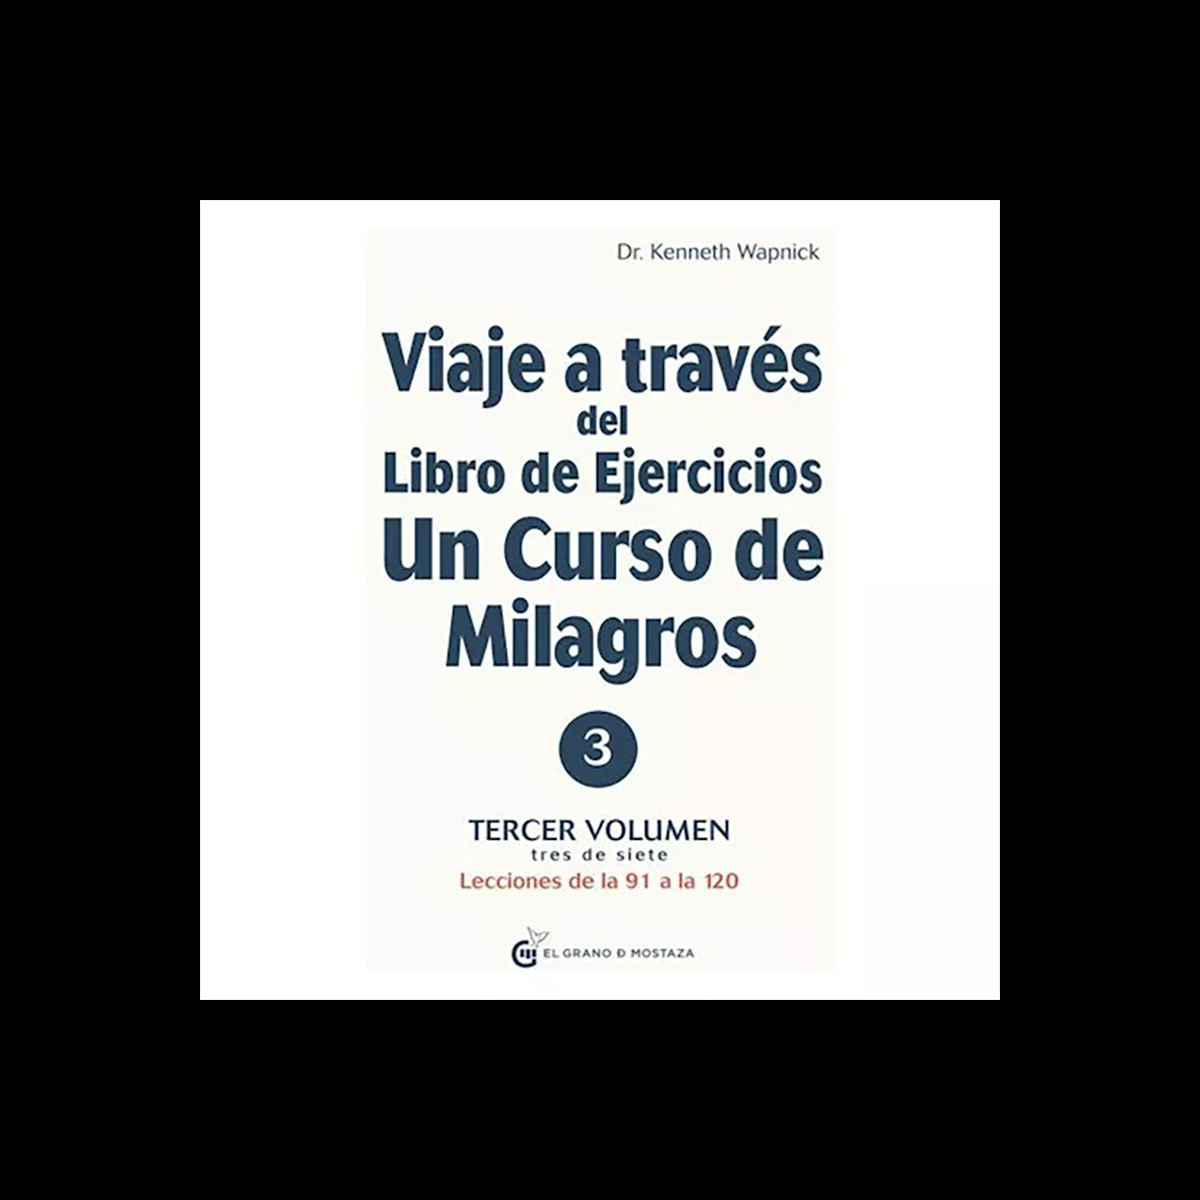 Dr. Kenneth Wapnick
Viaje a través
del
Libro de Ejercicios
Un Curso de
Milagros
3
TERCER VOLUMEN
tres de siete
Lecciones de la 91 a la 120
EL GRANO D MOSTAZA